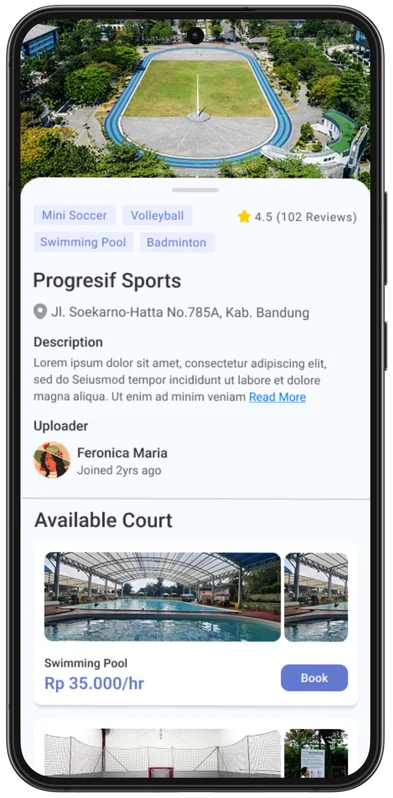 Mini Soccer
Volleyball
4.5 (102 Reviews)
Swimming Pool
Badminton
Progresif Sports
Jl. Soekarno-Hatta No.785A, Kab. Bandung
Description
Lorem ipsum dolor sit amet, consectetur adipiscing elit,
sed do Seiusmod tempor incididunt ut labore et dolore
magna aliqua. Ut enim ad minim veniam Read More
Uploader
Feronica Maria
Joined 2yrs ago
Available Court
Swimming Pool
Rp 35.000/hr
Book